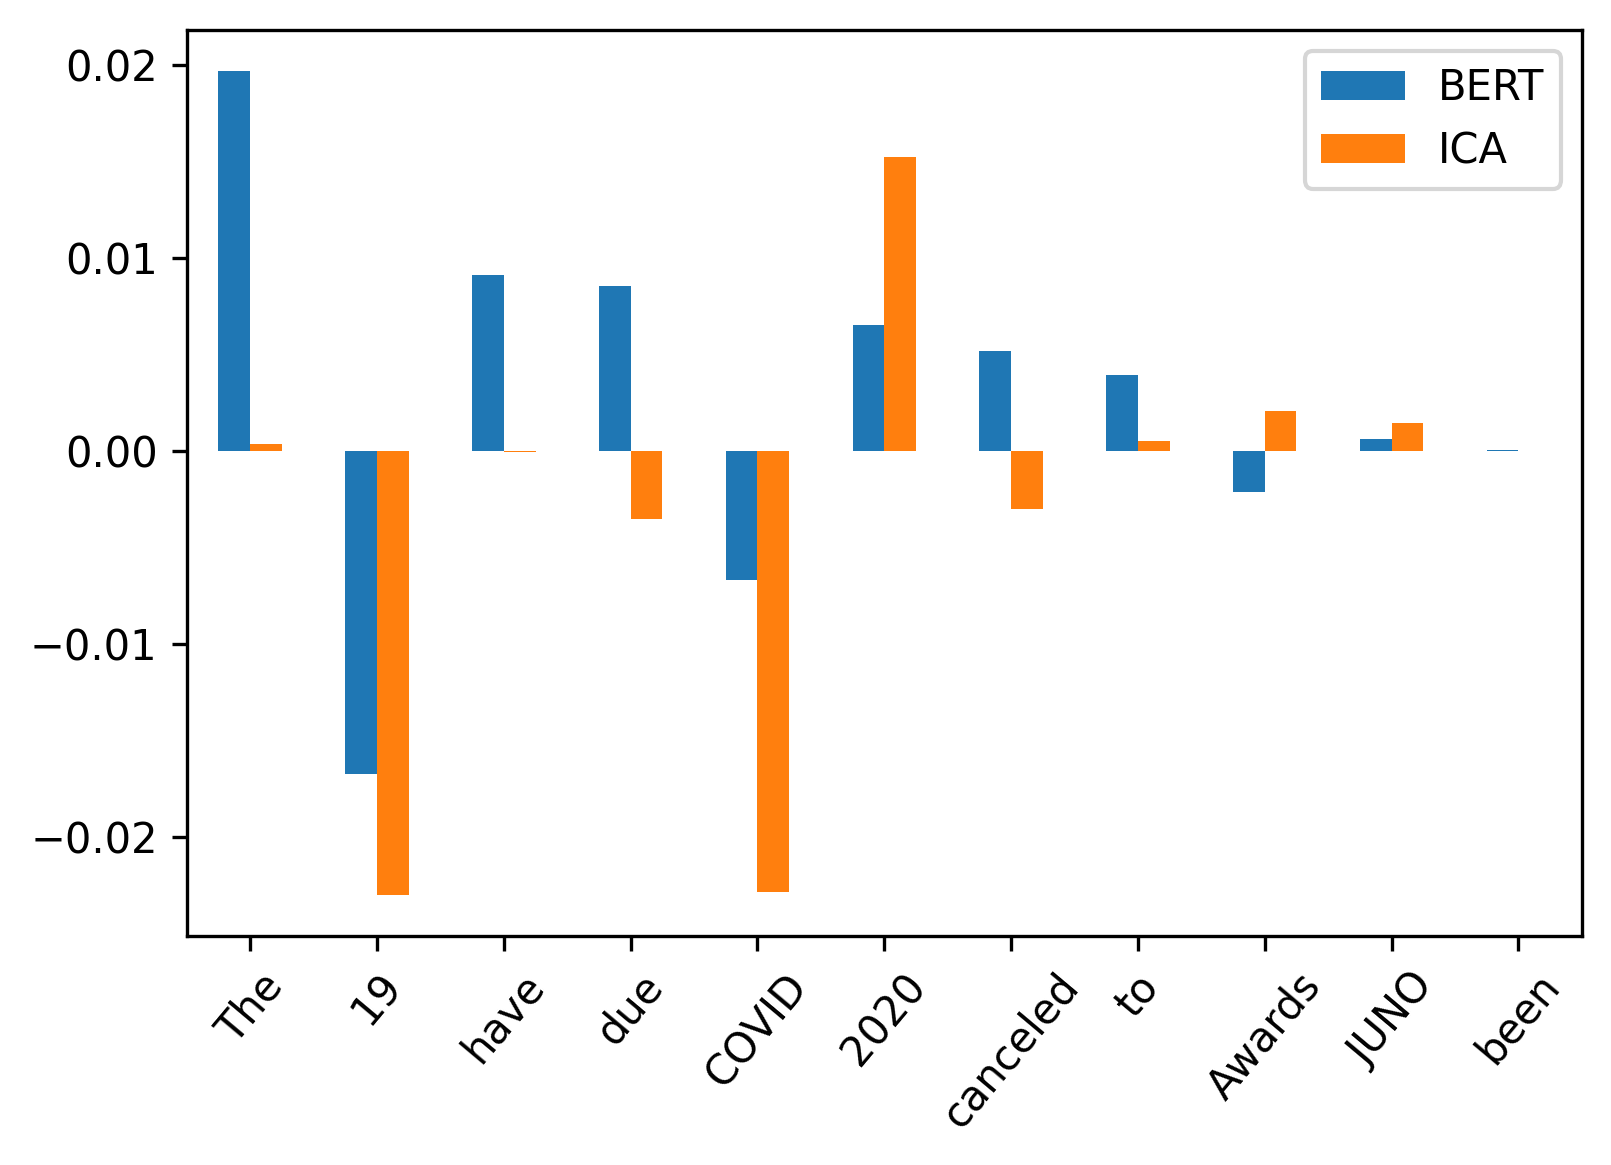 0.02
0.01
0.00
−0.01
−0.02
BERT
ICA
The
19
have
due
COVID
2020
canceled
to
Awards
JUNO
been